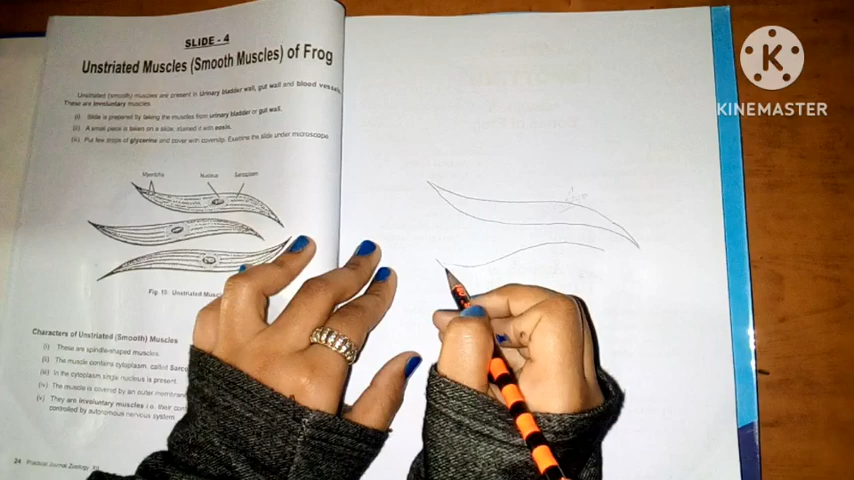 SLIDE - 4
Unstriated Muscles (Smooth Muscles) of Frog
Unstriated (smooth) muscles are present in Urinary bladder wall, gut wall and blood vessels.
These are involuntary muscles
(i) Slide is prepared by taking the muscles from urinary bladder or gut wall.
(ii) A small piece is taken on a slide, stained it with eosin.
(iii) Put few drops of glycerine and cover with coverslip. Examine the slide under microscope
Myofibrils Nucleus Sarcoplasm
Fig. 10: Unstriated
Characters of Unstriated (Smooth) Muscles
(i) These are spindle-shaped muscles.
(ii) The muscle contains cytoplasm, called
(iii) In the cytoplasm single nucleus is present.
(iv) The muscle is covered by an outer
(v) They are involuntary muscles i.e. their
controlled by autonomous nervous system.
24 Practical Journal Zoology
KINEMASTER